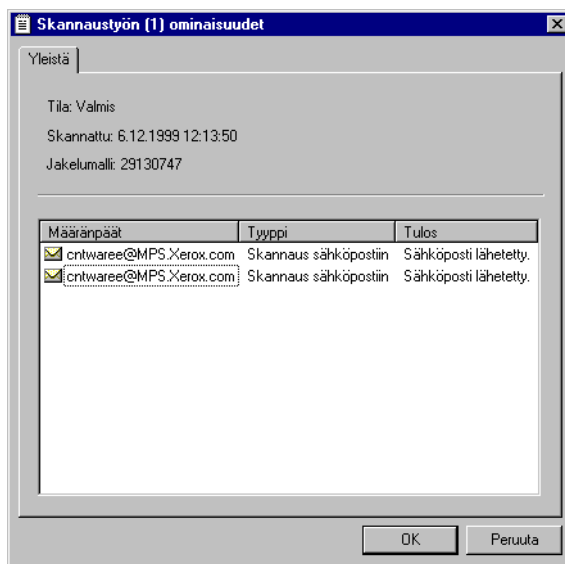 Skannaustyön (1) ominaisuudet
Yleistä
Tila: Valmis
Skannattu: 6.12.1999 12:13:50
Jakelumalli: 29130747
Määränpäät Tyyppi Tulos
cntwaree@MPS.Xerox.com Skannaus sähköpostiin Sähköposti lähetetty.
cntwaree@MPS.Xerox.com Skannaus sähköpostiin Sähköposti lähetetty.
OK Peruuta